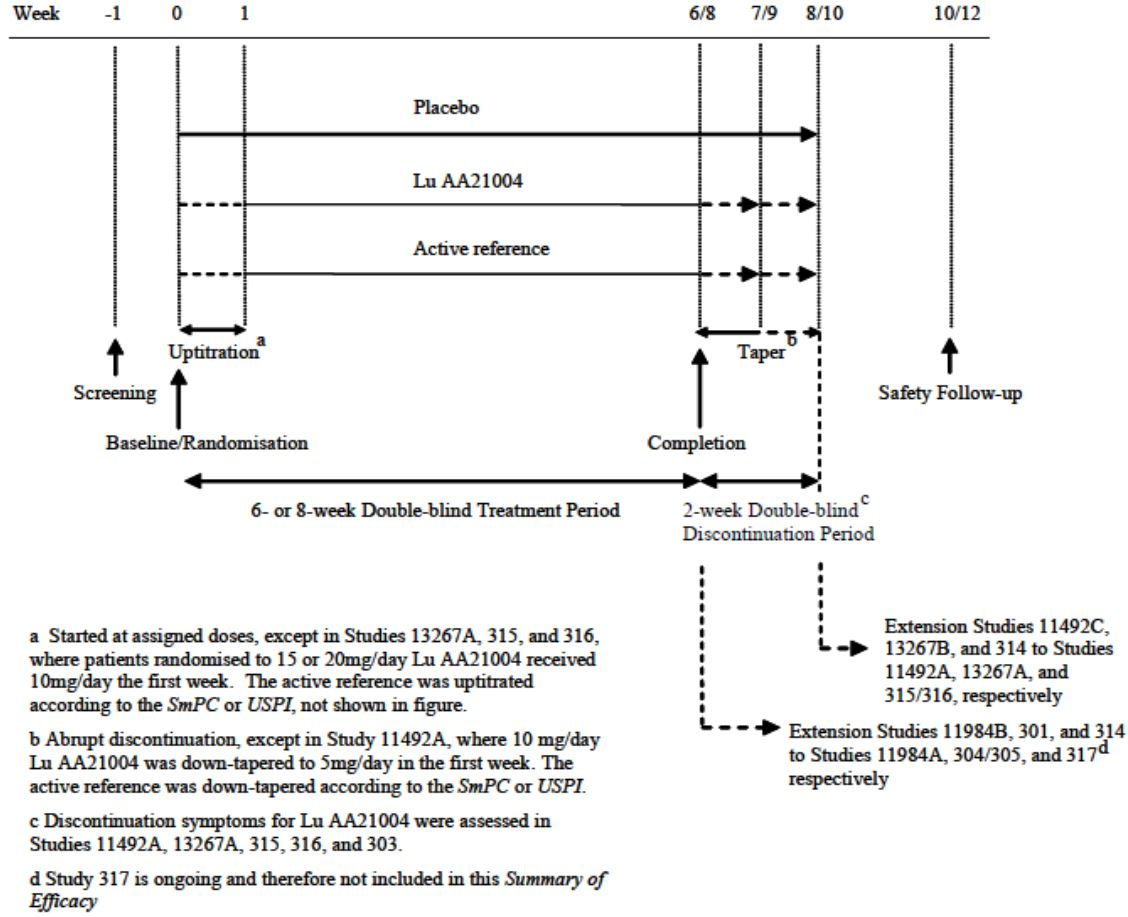 Week -1 0 1 6/8 7/9 8/10 10/12
Placebo
Lu AA21004
Active reference
Uptitration a
Taper b
Screening
Safety Follow-up
Baseline/Randomisation
Completion
6- or 8-week Double-blind Treatment Period
2-week Double-blind c
Discontinuation Period
Extension Studies 11492C,
13267B, and 314 to Studies
11492A, 13267A, and
315/316, respectively
Extension Studies 11984B, 301, and 314
to Studies 11984A, 304/305, and 317 d
respectively
a Started at assigned doses, except in Studies 13267A, 315, and 316,
where patients randomised to 15 or 20mg/day Lu AA21004 received
10mg/day the first week. The active reference was uptitrated
according to the SmPC or USPI, not shown in figure.
b Abrupt discontinuation, except in Study 11492A, where 10 mg/day
Lu AA21004 was down-tapered to 5mg/day in the first week. The
active reference was down-tapered according to the SmPC or USPI.
c Discontinuation symptoms for Lu AA21004 were assessed in
Studies 11492A, 13267A, 315, 316, and 303.
d Study 317 is ongoing and therefore not included in this Summary of
Efficacy